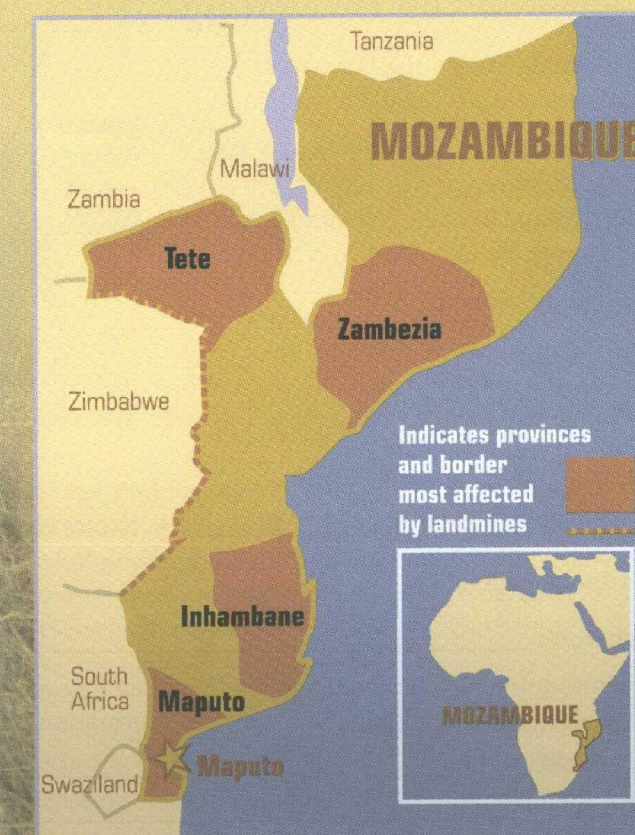 Tanzania
MOZAMBIQUE
Malawi
Zambia
Tete
Zambezia
Zimbabwe
Indicates provinces
and border
most affected
by landmines
Inhambane
South
Africa
Maputo
MOZAMBIQUE
Maputo
Swaziland